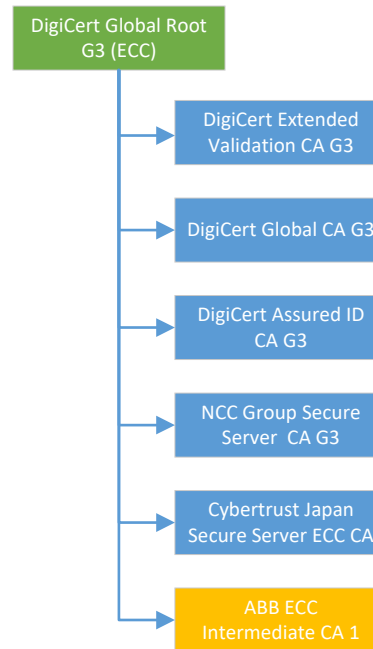 DigiCert Global Root
G3 (ECC)
DigiCert Extended
Validation CA G3
DigiCert Global CA G3
DigiCert Assured ID
CA G3
NCC Group Secure
Server CA G3
Cybertrust Japan
Secure Server ECC CA
ABB ECC
Intermediate CA 1